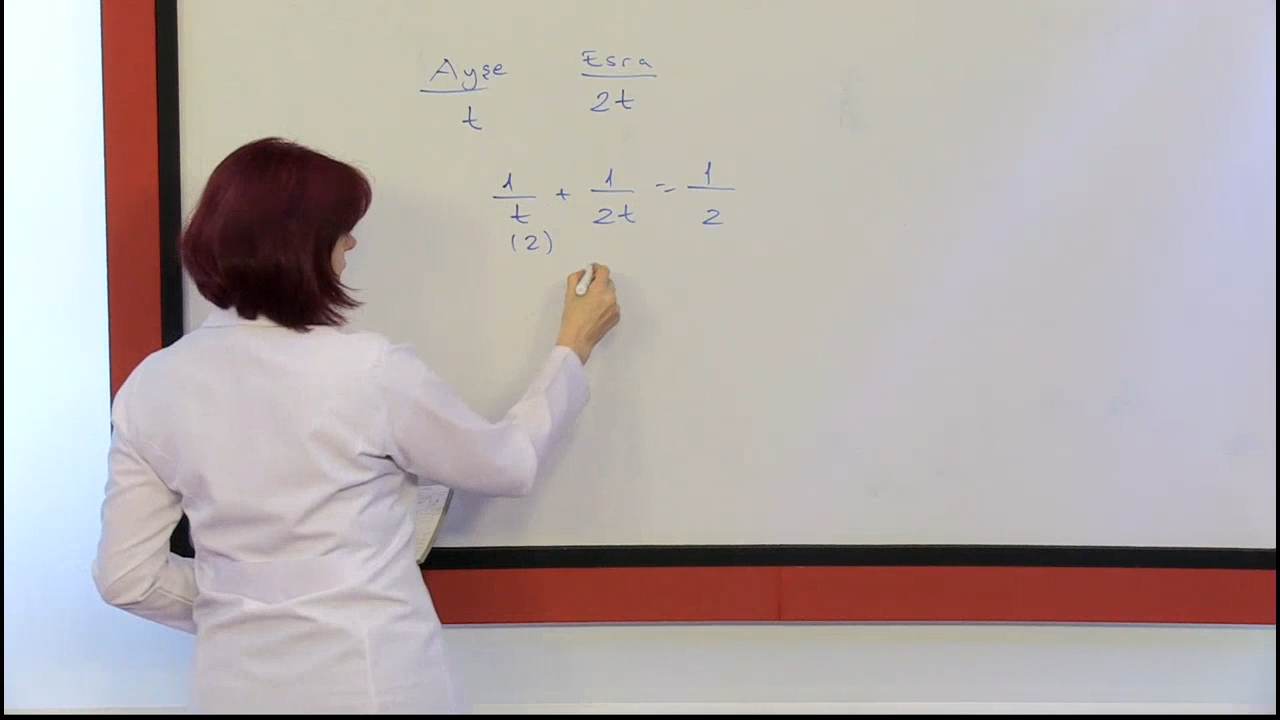 Ayşe Esra
t 2t
1/t + 1/2t = 1/2
(2)